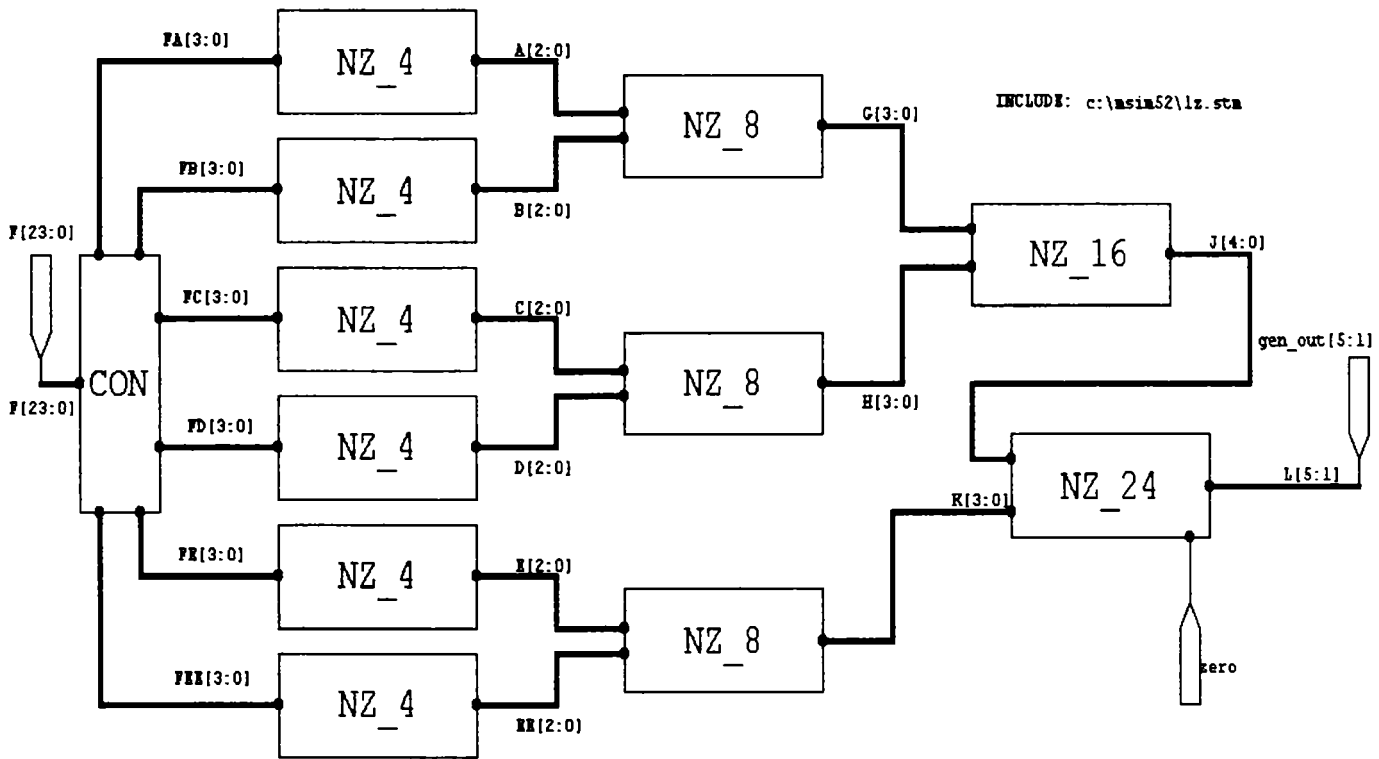 FA[3:0]
NZ_4
A[2:0]
NZ_8
G[3:0]
INCLUDE: c:\msim52\lz.stm
FB[3:0]
NZ_4
B[2:0]
F[23:0]
NZ_16
J[4:0]
FC[3:0]
NZ_4
C[2:0]
gen_out[5:1]
CON
NZ_8
F[23:0]
H[3:0]
FD[3:0]
NZ_4
D[2:0]
NZ_24
L[5:1]
K[3:0]
FE[3:0]
NZ_4
E[2:0]
NZ_8
zero
FEE[3:0]
NZ_4
EE[2:0]